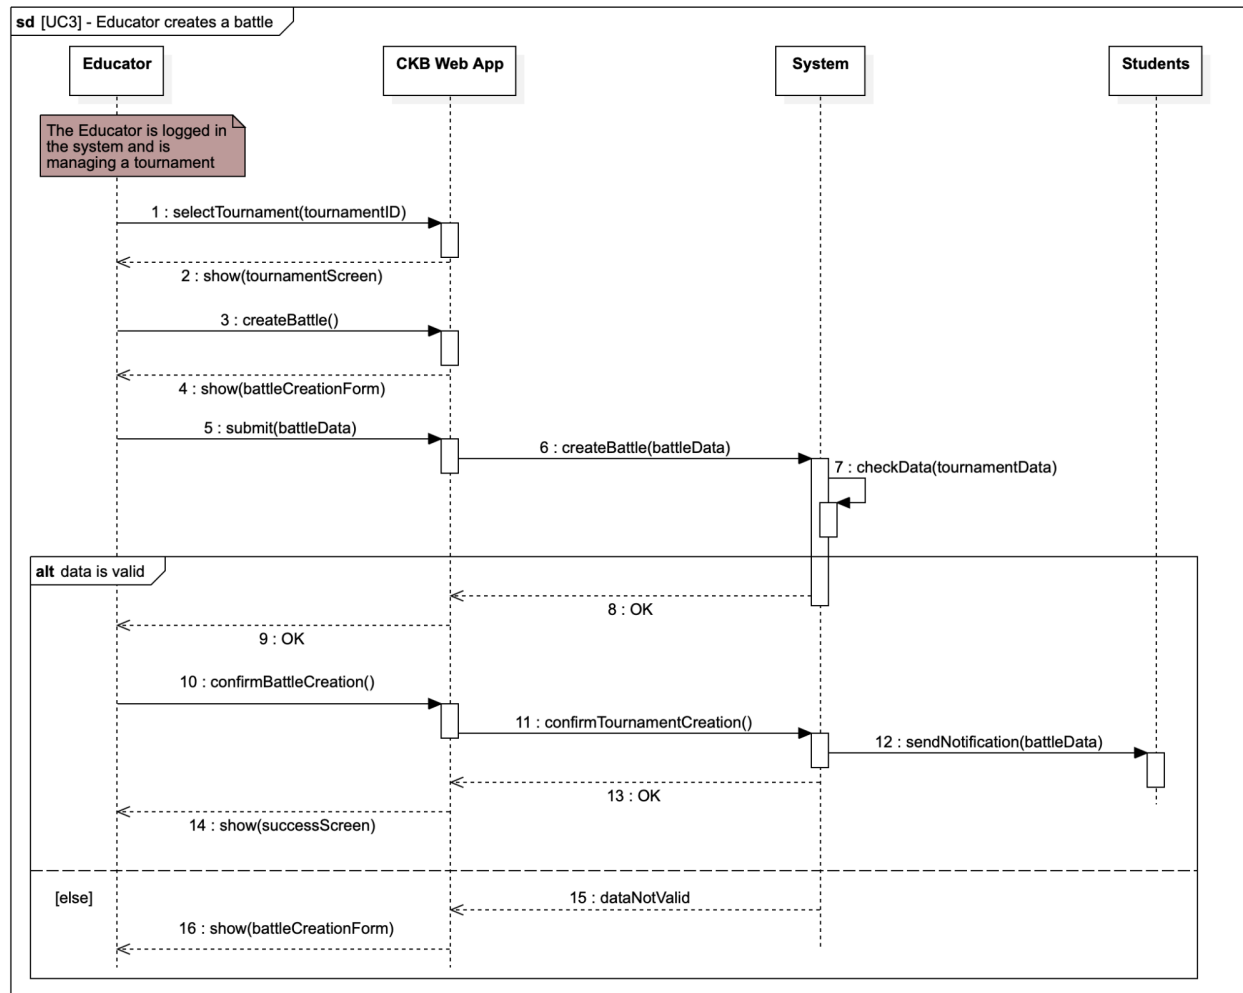 sd [UC3] - Educator creates a battle
Educator
CKB Web App
System
Students
The Educator is logged in
the system and is
managing a tournament
1 : selectTournament(tournamentID)
2 : show(tournamentScreen)
3 : createBattle()
4 : show(battleCreationForm)
5 : submit(battleData)
6 : createBattle(battleData)
7 : checkData(tournamentData)
alt data is valid
8 : OK
9 : OK
10 : confirmBattleCreation()
11 : confirmTournamentCreation()
12 : sendNotification(battleData)
13 : OK
14 : show(successScreen)
[else]
15 : dataNotValid
16 : show(battleCreationForm)